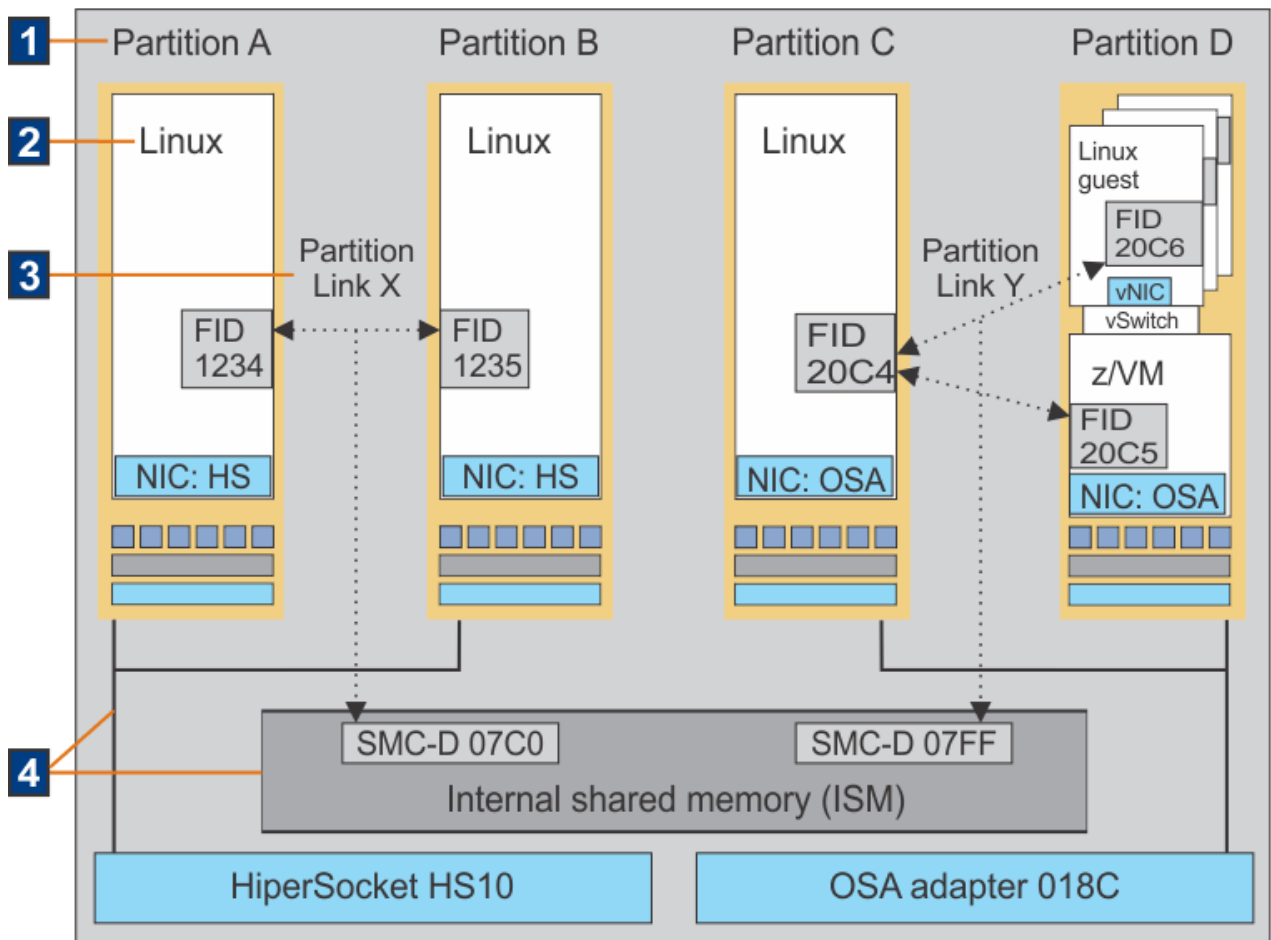 1
Partition A
Partition B
Partition C
Partition D
2
Linux
Linux
Linux
Linux
guest
FID
20C6
vNIC
vSwitch
3
Partition
Link X
Partition
Link Y
FID
1234
FID
1235
FID
20C4
z/VM
FID
20C5
NIC: HS
NIC: HS
NIC: OSA
NIC: OSA
4
SMC-D 07C0
SMC-D 07FF
Internal shared memory (ISM)
HiperSocket HS10
OSA adapter 018C